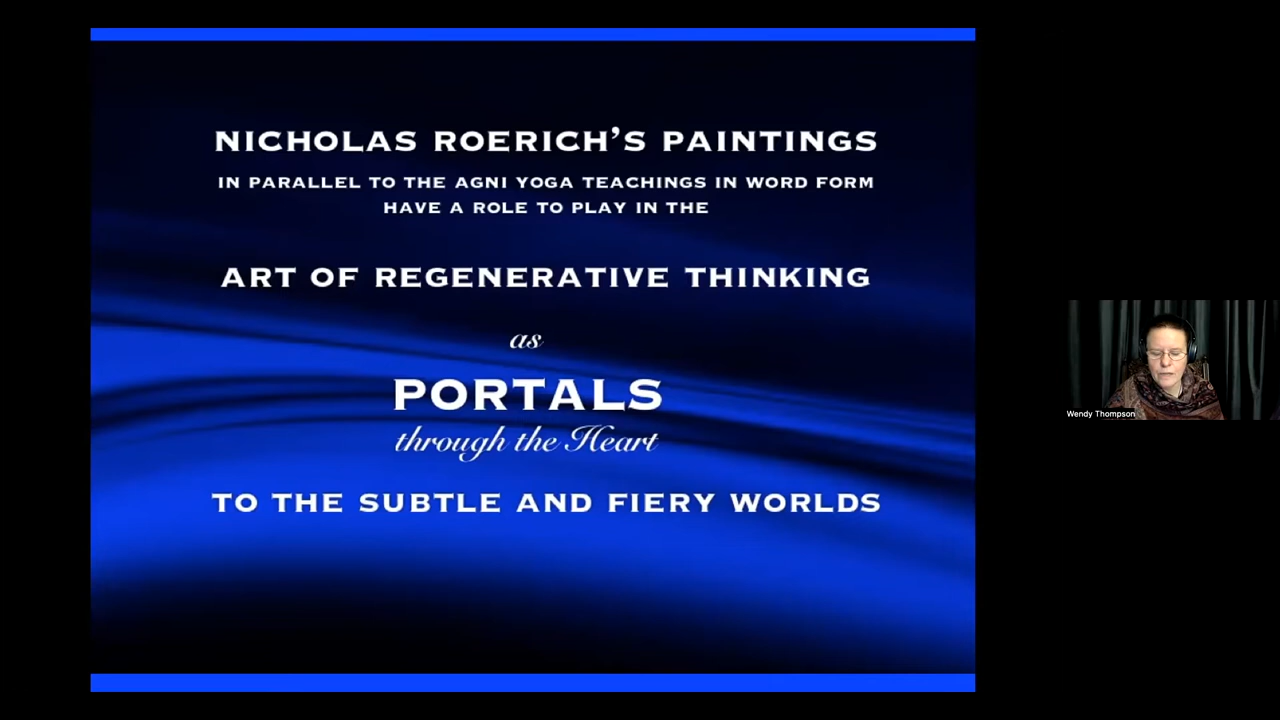 NICHOLAS ROERICH'S PAINTINGS
IN PARALLEL TO THE AGNI YOGA TEACHINGS IN WORD FORM
HAVE A ROLE TO PLAY IN THE
ART OF REGENERATIVE THINKING
as
PORTALS
through the Heart
TO THE SUBTLE AND FIERY WORLDS
Wendy Thompson